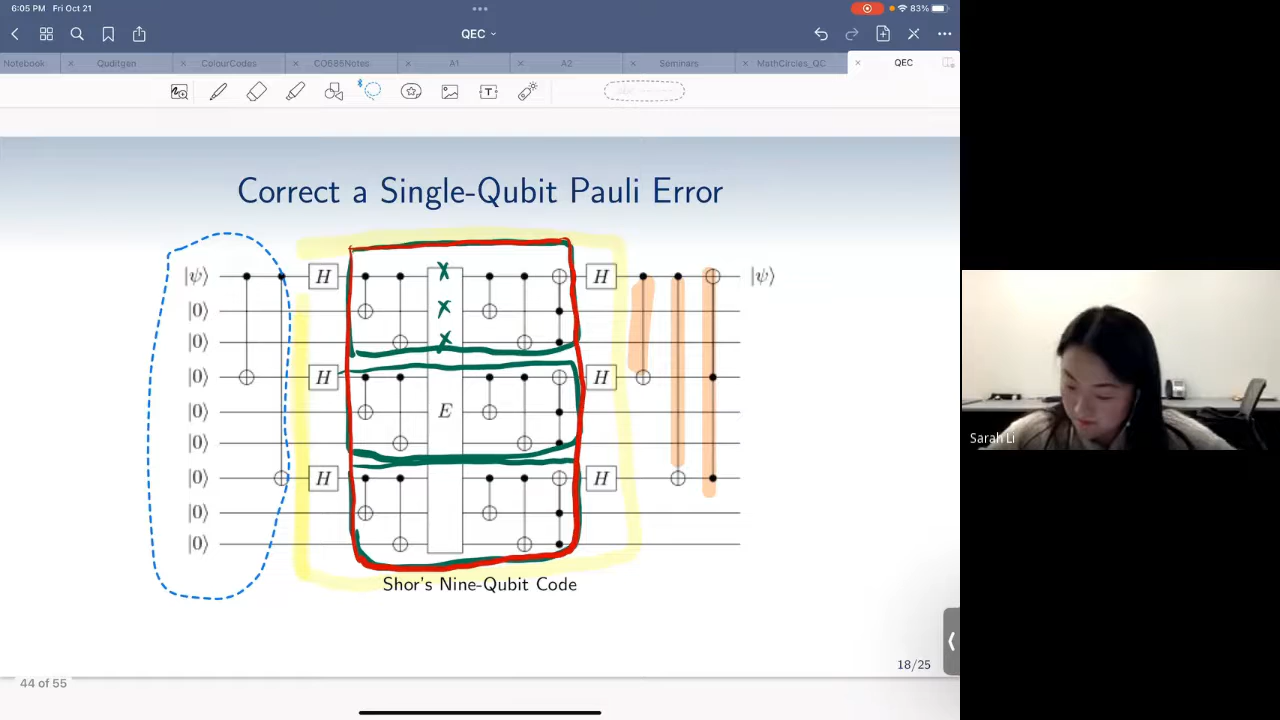 6:05 PM Fri Oct 21
83%
QEC
Notebook
Quditgen
ColourCodes
CO686Notes
A1
A2
Seminars
MathCircles_QC
QEC
Correct a Single-Qubit Pauli Error
|ψ⟩ H X H |ψ⟩
|0⟩ X
|0⟩ X
|0⟩ H H
|0⟩ E
|0⟩
|0⟩ H H
|0⟩
|0⟩
Shor's Nine-Qubit Code
18/25
44 of 55
Sarah Li